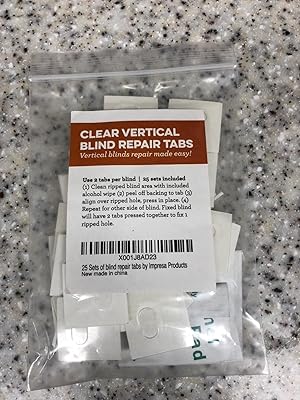 CLEAR VERTICAL
BLIND REPAIR TABS
Vertical blinds repair made easy!
Use 2 tabs per blind | 25 sets included
(1) Clean ripped blind area with included
alcohol wipe (2) peel off backing to tab (3)
align over ripped hole, press in place. (4)
Repeat for other side of blind. Fixed blind
will have 2 tabs pressed together to fix 1
ripped hole.
X001J8AD23
25 Sets of blind repair tabs by Impresa Products
New made in china